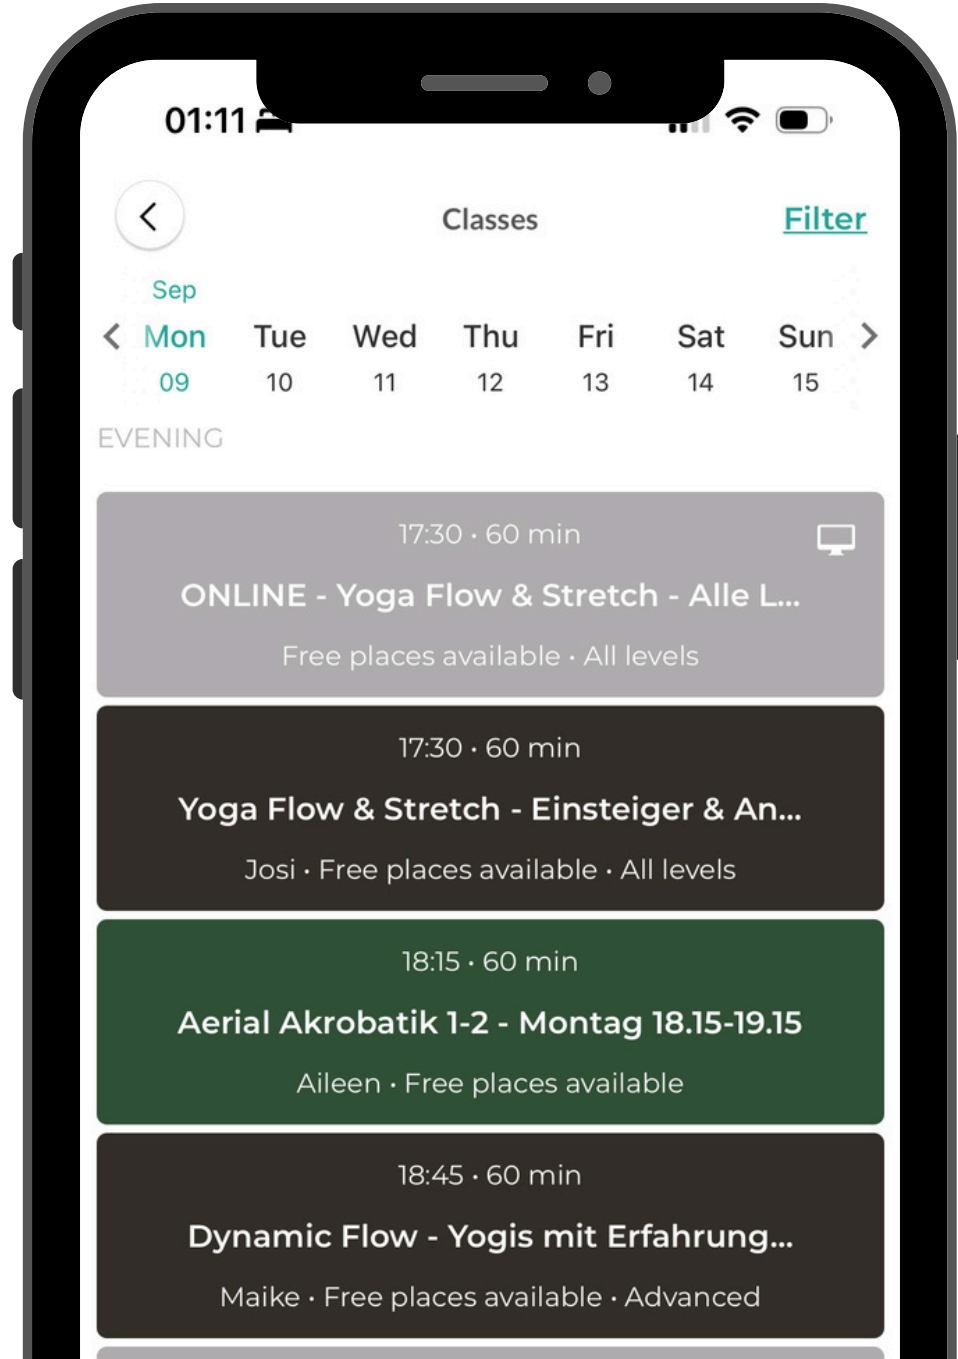 01:11
Classes
Filter
Sep
Mon Tue Wed Thu Fri Sat Sun
09 10 11 12 13 14 15
EVENING
17:30 • 60 min
ONLINE - Yoga Flow & Stretch - Alle L...
Free places available • All levels
17:30 • 60 min
Yoga Flow & Stretch - Einsteiger & An...
Josi • Free places available • All levels
18:15 • 60 min
Aerial Akrobatik 1-2 - Montag 18.15-19.15
Aileen • Free places available
18:45 • 60 min
Dynamic Flow - Yogis mit Erfahrung...
Maike • Free places available • Advanced